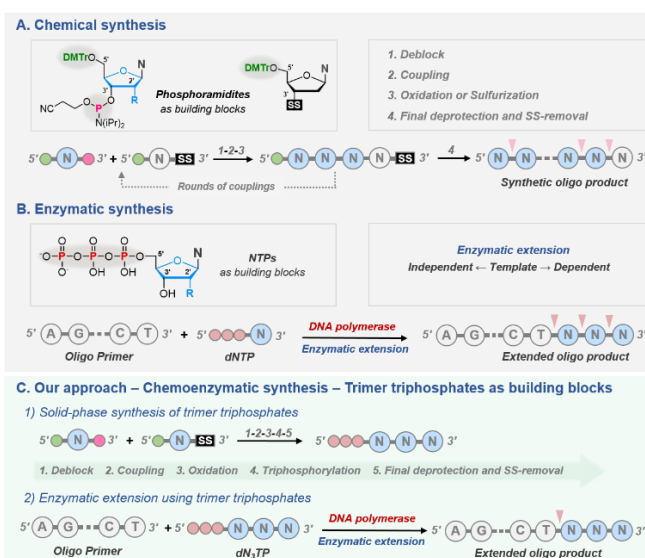 A. Chemical synthesis
DMTrO 5' O N
3' 2'
O R
NC O P
N(iPr)2
Phosphoramidites
as building blocks
DMTrO 5' O N
3'
SS
1. Deblock
2. Coupling
3. Oxidation or Sulfurization
4. Final deprotection and SS-removal
5' N 3' + 5' N SS 3' 1-2-3 5' N N N N SS 3' 4 5' N N N N N 3'
Rounds of couplings
Synthetic oligo product
B. Enzymatic synthesis
O O O
-O P O P O P O 5' O N
O- OH OH 3' 2'
OH R
NTPs
as building blocks
Enzymatic extension
Independent ← Template → Dependent
5' A G C T 3' + 5' N 3' DNA polymerase 5' A G C T N N N 3'
Oligo Primer dNTP Enzymatic extension Extended oligo product
C. Our approach – Chemoenzymatic synthesis – Trimer triphosphates as building blocks
1) Solid-phase synthesis of trimer triphosphates
5' N 3' + 5' N SS 3' 1-2-3-4-5 5' N N N 3'
1. Deblock 2. Coupling 3. Oxidation 4. Triphosphorylation 5. Final deprotection and SS-removal
2) Enzymatic extension using trimer triphosphates
5' A G C T 3' + 5' N N N 3' DNA polymerase 5' A G C T N N N 3'
Oligo Primer dN3TP Enzymatic extension Extended oligo product